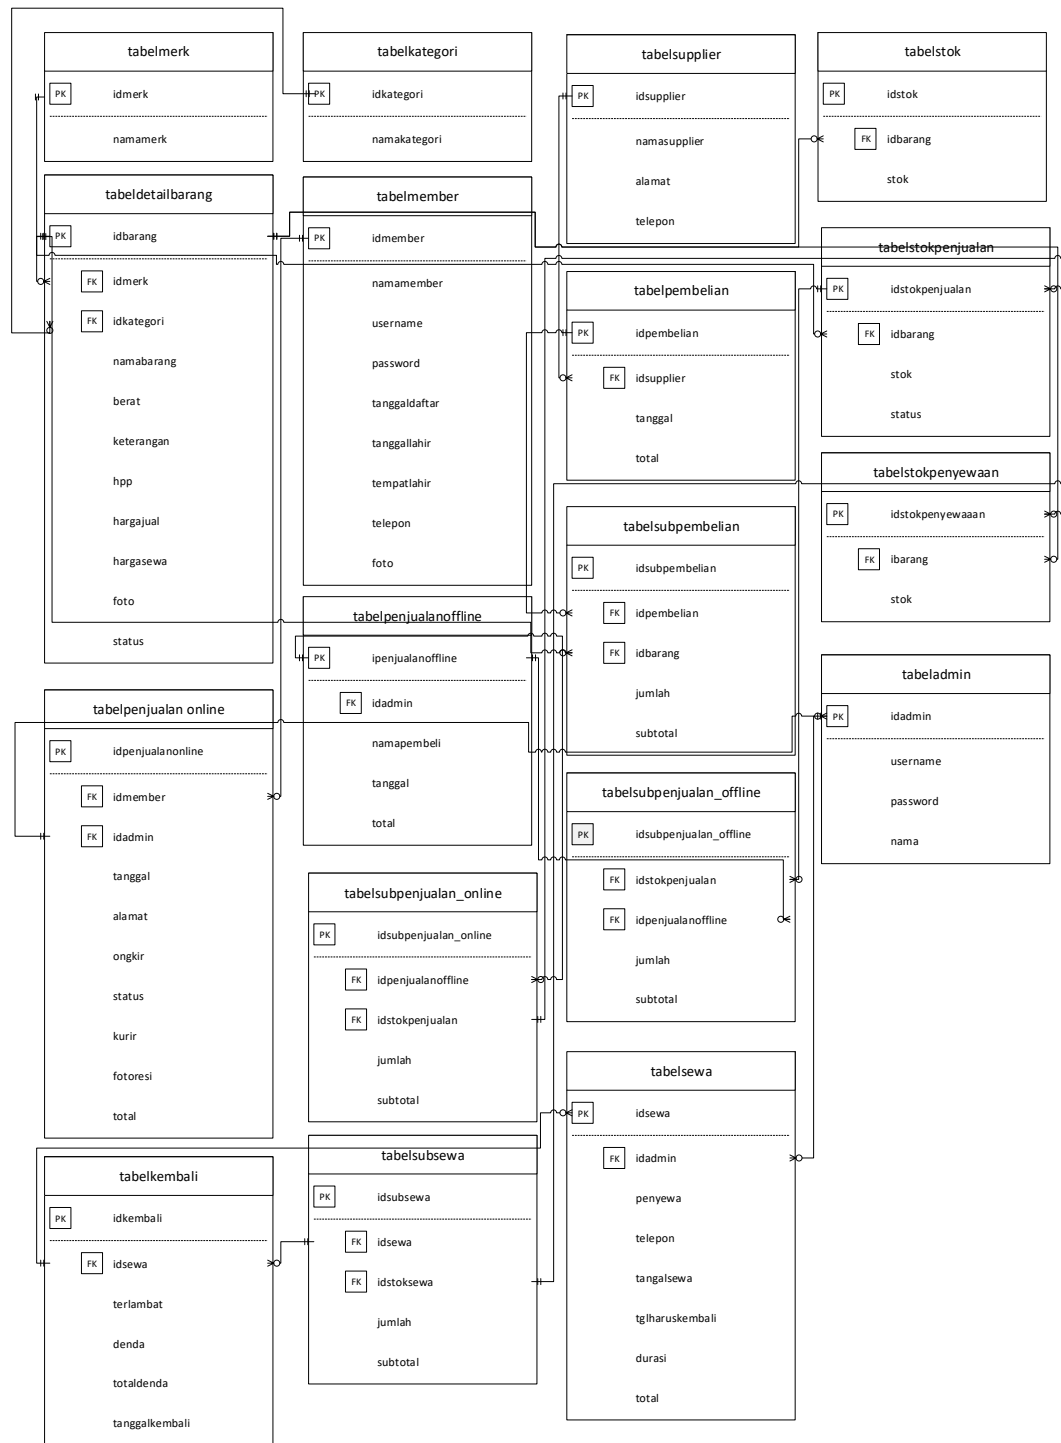 tabelmerk
PK idmerk
namamerk
tabelkategori
PK idkategori
namakategori
tabelsupplier
PK idsupplier
namasupplier
alamat
telepon
tabelstok
PK idstok
FK idbarang
stok
tabeldetailbarang
PK idbarang
FK idmerk
FK idkategori
namabarang
berat
keterangan
hpp
hargajual
hargasewa
foto
status
tabelmember
PK idmember
namamember
username
password
tanggaldaftar
tanggallahir
tempatlahir
telepon
foto
tabelpembelian
PK idpembelian
FK idsupplier
tanggal
total
tabelstokpenjualan
PK idstokpenjualan
FK idbarang
stok
status
tabelstokpenyewaan
PK idstokpenyewaaan
FK ibarang
stok
tabelsubpembelian
PK idsubpembelian
FK idpembelian
FK idbarang
jumlah
subtotal
tabelpenjualanoffline
PK ipenjualanoffline
FK idadmin
namapembeli
tanggal
total
tabeladmin
PK idadmin
username
password
nama
tabelpenjualan online
PK idpenjualanonline
FK idmember
FK idadmin
tanggal
alamat
ongkir
status
kurir
fotoresi
total
tabelsubpenjualan_offline
PK idsubpenjualan_offline
FK idstokpenjualan
FK idpenjualanoffline
jumlah
subtotal
tabelsubpenjualan_online
PK idsubpenjualan_online
FK idpenjualanoffline
FK idstokpenjualan
jumlah
subtotal
tabelsewa
PK idsewa
FK idadmin
penyewa
telepon
tangalsewa
tglharuskembali
durasi
total
tabelsubsewa
PK idsubsewa
FK idsewa
FK idstoksewa
jumlah
subtotal
tabelkembali
PK idkembali
FK idsewa
terlambat
denda
totaldenda
tanggalkembali